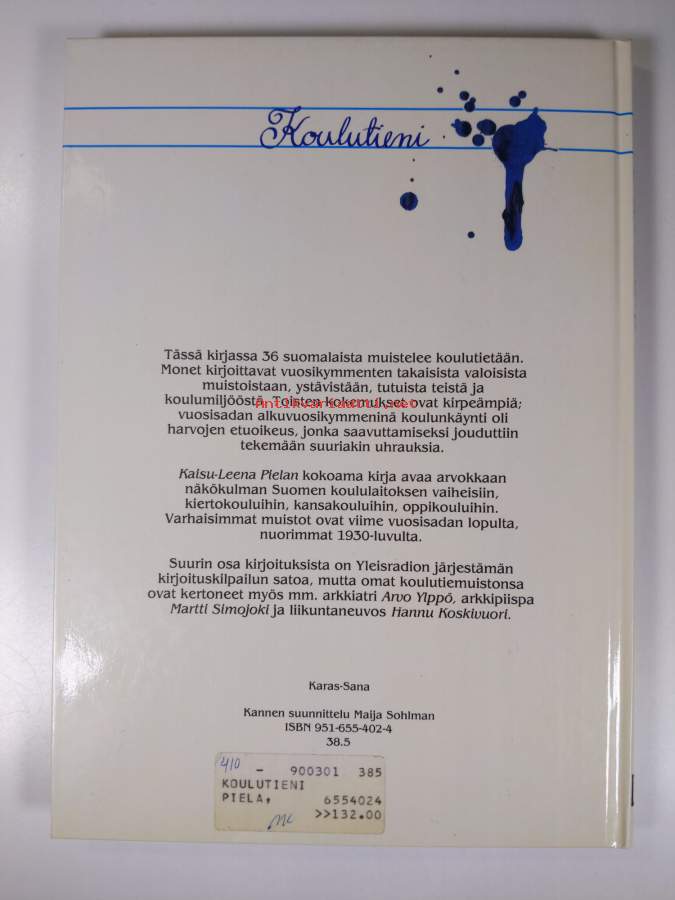 Koulutieni
Tässä kirjassa 36 suomalaista muistelee koulutietään.
Monet kirjoittavat vuosikymmenten takaisista valoisista
muistoistaan, ystävistään, tutuista teistä ja
koulumiljööstä. Toisten kokemukset ovat kirpeämpiä;
Antikvariaatti.net
vuosisadan alkuvuosikymmeninä koulunkäynti oli
harvojen etuoikeus, jonka saavuttamiseksi jouduttiin
tekemään suuriakin uhrauksia.
Kaisu-Leena Pielan kokoama kirja avaa arvokkaan
näkökulman Suomen koululaitoksen vaiheisiin,
kiertokouluihin, kansakouluihin, oppikouluihin.
Varhaisimmat muistot ovat viime vuosisadan lopulta,
nuorimmat 1930-luvulta.
Suurin osa kirjoituksista on Yleisradion järjestämän
kirjoituskilpailun satoa, mutta omat koulutiemuistonsa
ovat kertoneet myös mm. arkkiatri Arvo Ylppö, arkkipiispa
Martti Simojoki ja liikuntaneuvos Hannu Koskivuori.
Karas-Sana
Kannen suunnittelu Maija Sohlman
ISBN 951-655-402-4
38.5
410 - 900301 385
KOULUTIENI
PIELA, 6554024
>>132.00